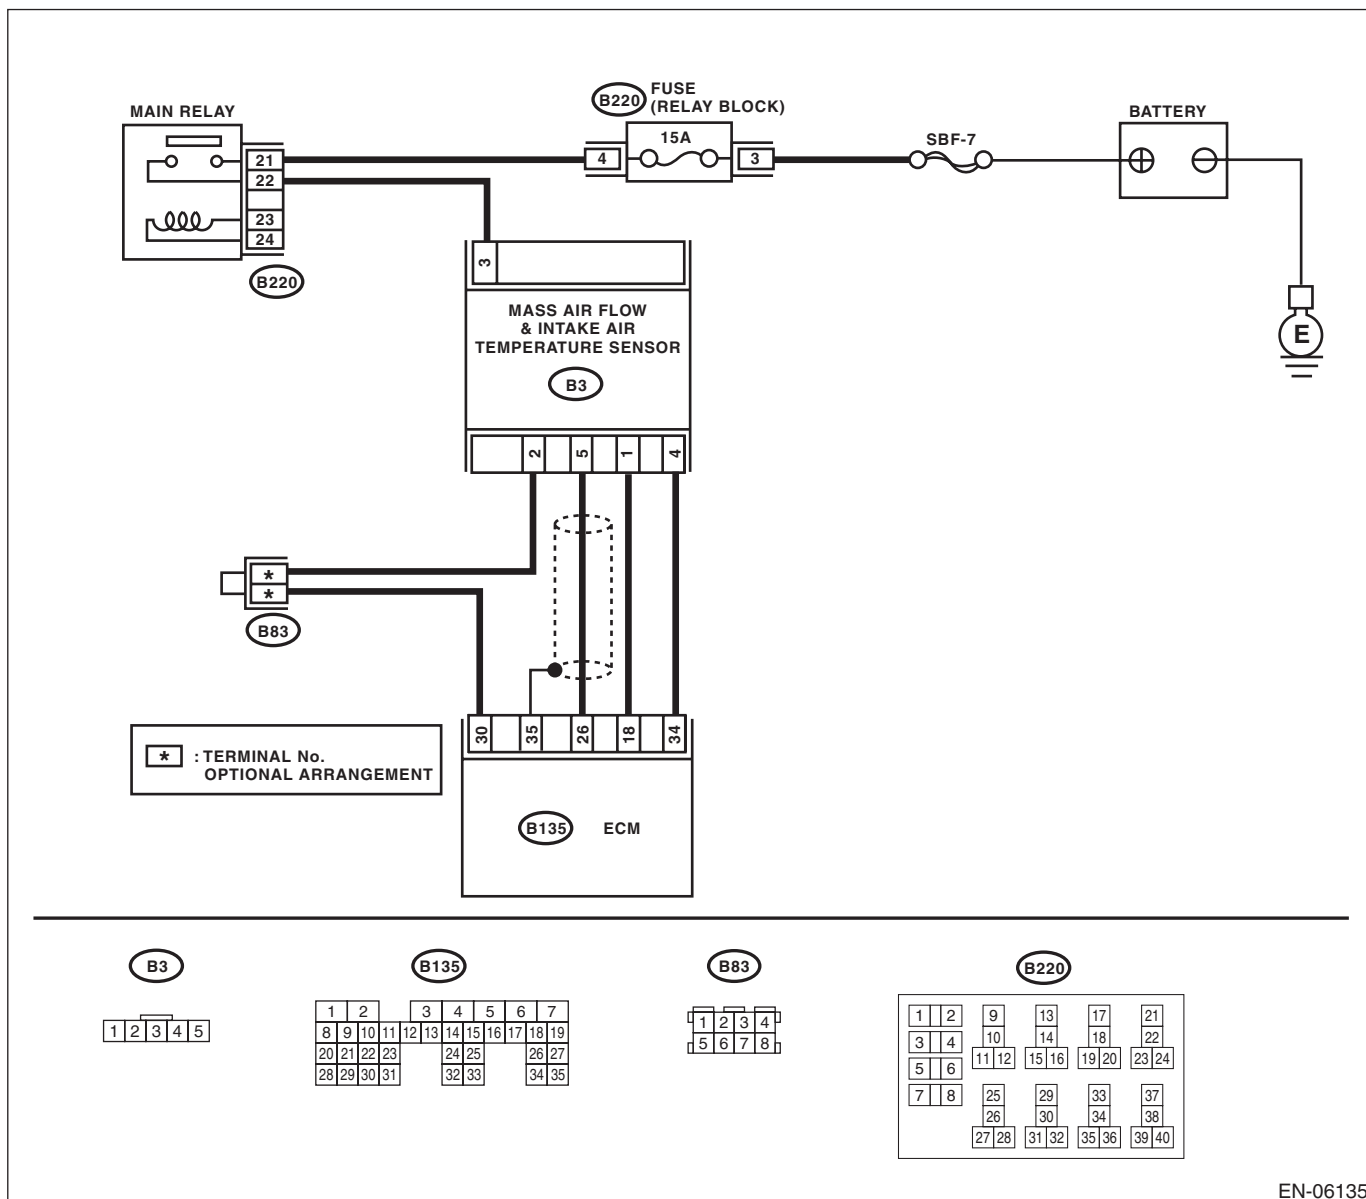 MAIN RELAY
21
22
23
24
B220
B220
FUSE
(RELAY BLOCK)
15A
4
3
SBF-7
BATTERY
E
3
MASS AIR FLOW
& INTAKE AIR
TEMPERATURE SENSOR
B3
2 5 1 4
*
*
B83
* : TERMINAL No.
OPTIONAL ARRANGEMENT
30 35 26 18 34
B135 ECM
B3
1 2 3 4 5
B135
1 2 3 4 5 6 7
8 9 10 11 12 13 14 15 16 17 18 19
20 21 22 23 24 25 26 27
28 29 30 31 32 33 34 35
B83
1 2 3 4
5 6 7 8
B220
1 2 9 13 17 21
3 4 10 14 18 22
11 12 15 16 19 20 23 24
5 6
7 8 25 29 33 37
26 30 34 38
27 28 31 32 35 36 39 40
EN-06135